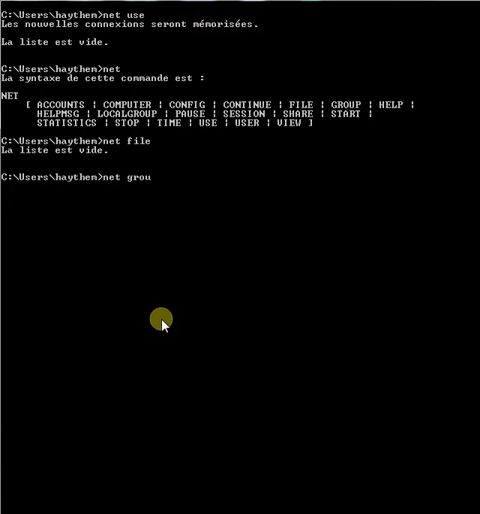 C:\Users\haythem>net use
Les nouvelles connexions seront mémorisées.
La liste est vide.
C:\Users\haythem>net
La syntaxe de cette commande est :
NET
[ ACCOUNTS ¦ COMPUTER ¦ CONFIG ¦ CONTINUE ¦ FILE ¦ GROUP ¦ HELP ¦
HELPMSG ¦ LOCALGROUP ¦ PAUSE ¦ SESSION ¦ SHARE ¦ START ¦
STATISTICS ¦ STOP ¦ TIME ¦ USE ¦ USER ¦ VIEW ]
C:\Users\haythem>net file
La liste est vide.
C:\Users\haythem>net grou